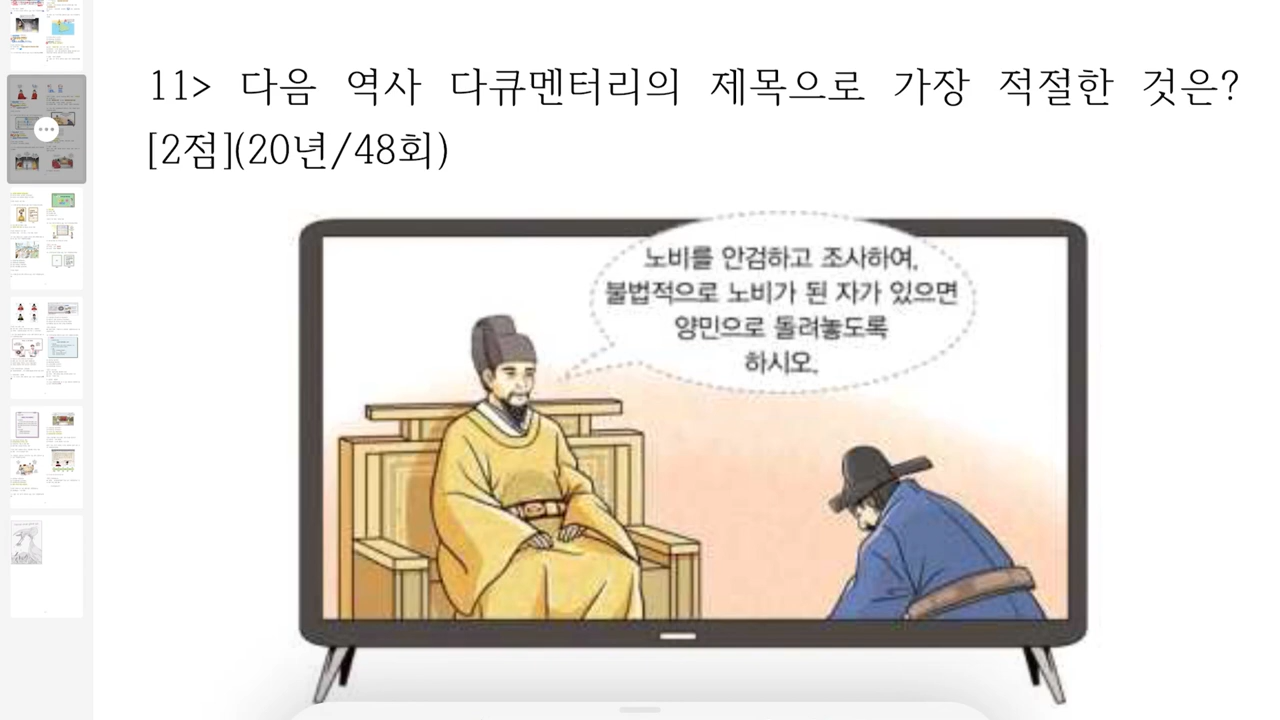 11> 다음 역사 다큐멘터리의 제목으로 가장 적절한 것은?
[2점](20년/48회)
노비를 안검하고 조사하여,
불법적으로 노비가 된 자가 있으면
양민으로 돌려놓도록
하시오.